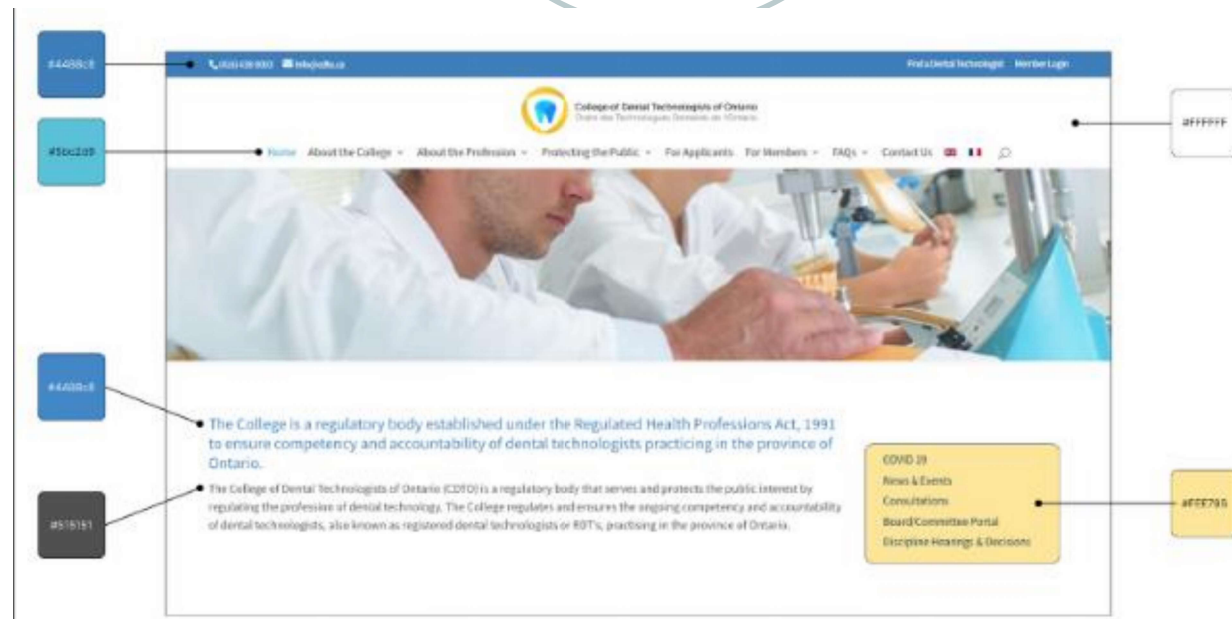 Find a Dental Technologist Member Login
College of Dental Technologists of Ontario
#FFFFFF
Home About the College About the Profession Protecting the Public For Applicants For Members FAQs Contact Us
The College is a regulatory body established under the Regulated Health Professions Act, 1991
to ensure competency and accountability of dental technologists practicing in the province of
Ontario.
The College of Dental Technologists of Ontario (CDTO) is a regulatory body that serves and protects the public interest by
regulating the profession of dental technology. The College regulates and ensures the ongoing competency and accountability
of dental technologists, also known as registered dental technologists or RDT's, practising in the province of Ontario.
#515151
COVID 19
News & Events
Consultations
Board/Committee Portal
Discipline Hearings & Decisions